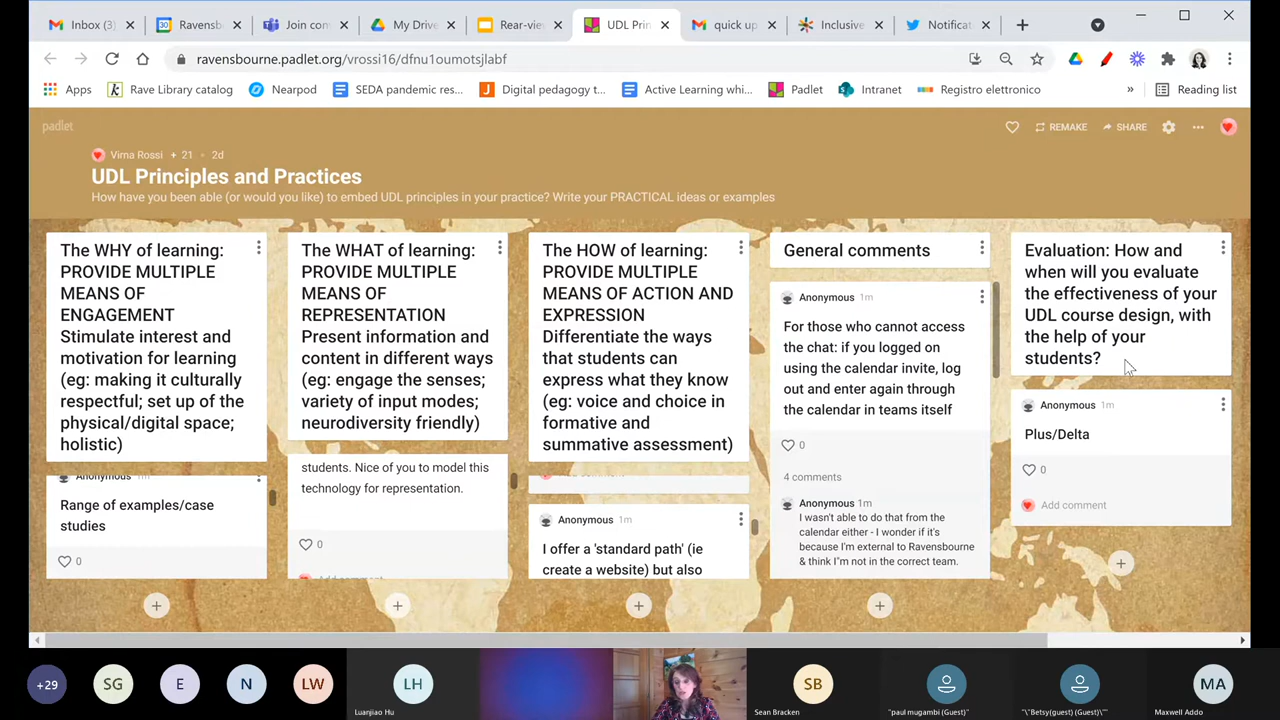 Inbox (3)
Ravensb
Join con
My Drive
Rear-vie
UDL Prin
quick up
Inclusive
Notificat
ravensbourne.padlet.org/vrossi16/dfnu1oumotsjlabf
Apps
Rave Library catalog
Nearpod
SEDA pandemic res...
Digital pedagogy t...
Active Learning whi...
Padlet
Intranet
Registro elettronico
»
Reading list
padlet
REMAKE
SHARE
Virna Rossi + 21 · 2d
UDL Principles and Practices
How have you been able (or would you like) to embed UDL principles in your practice? Write your PRACTICAL ideas or examples
The WHY of learning:
PROVIDE MULTIPLE
MEANS OF
ENGAGEMENT
Stimulate interest and
motivation for learning
(eg: making it culturally
respectful; set up of the
physical/digital space;
holistic)
Anonymous 1m
Range of examples/case
studies
0
The WHAT of learning:
PROVIDE MULTIPLE
MEANS OF
REPRESENTATION
Present information and
content in different ways
(eg: engage the senses;
variety of input modes;
neurodiversity friendly)
students. Nice of you to model this
technology for representation.
0
Add comment
The HOW of learning:
PROVIDE MULTIPLE
MEANS OF ACTION AND
EXPRESSION
Differentiate the ways
that students can
express what they know
(eg: voice and choice in
formative and
summative assessment)
Anonymous 1m
I offer a 'standard path' (ie
create a website) but also
General comments
Anonymous 1m
For those who cannot access
the chat: if you logged on
using the calendar invite, log
out and enter again through
the calendar in teams itself
0
4 comments
Anonymous 1m
I wasn't able to do that from the
calendar either - I wonder if it's
because I'm external to Ravensbourne
& think I'm not in the correct team.
Evaluation: How and
when will you evaluate
the effectiveness of your
UDL course design, with
the help of your
students?
Anonymous 1m
Plus/Delta
0
Add comment
+29
SG
E
N
LW
LH
Luanjiao Hu
SB
Sean Bracken
"paul mugambi (Guest)"
"\"Betsy(guest) (Guest)\""
MA
Maxwell Addo